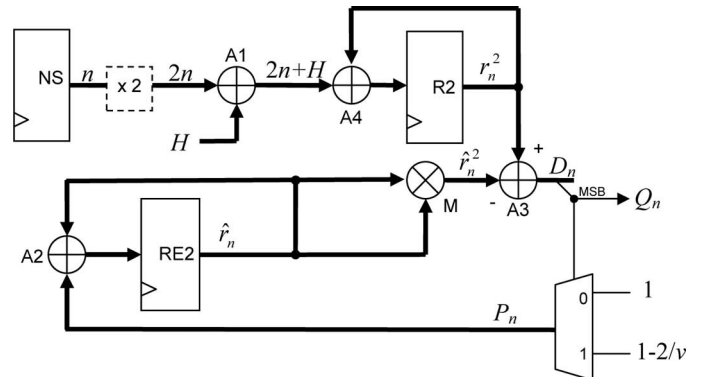 NS
n
x 2
2n
A1
2n+H
H
A4
R2
r_n^2
A2
RE2
r̂_n
M
r̂_n^2
+
-
A3
D_n
MSB
Q_n
0
1
P_n
1
1-2/v